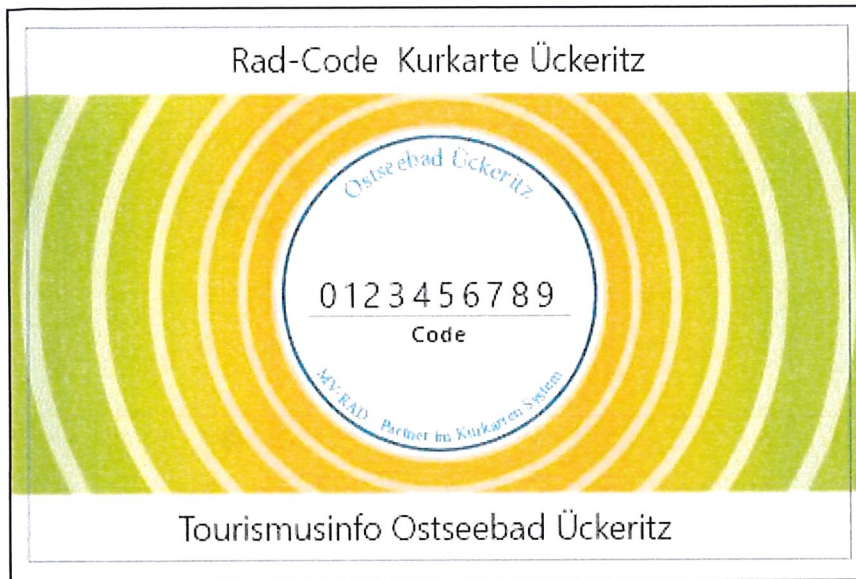 Rad-Code Kurkarte Ückeritz
Ostseebad Ückeritz
0123456789
Code
MV-RAD Partner im Kurkarten System
Tourismusinfo Ostseebad Ückeritz